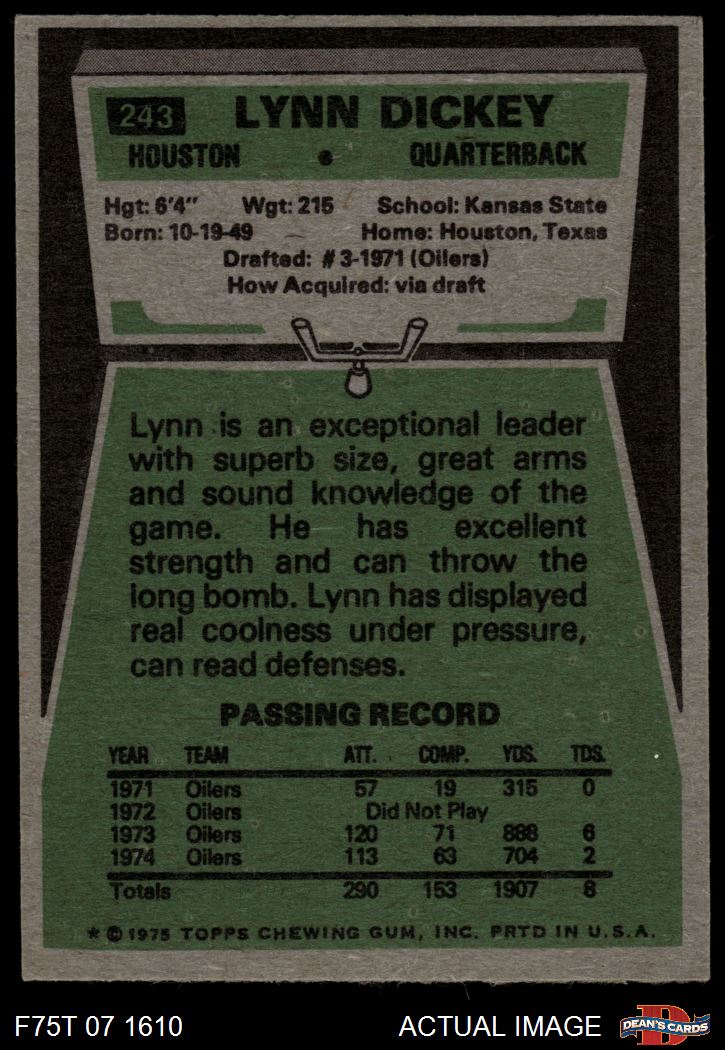 243 LYNN DICKEY
HOUSTON • QUARTERBACK
Hgt: 6'4" Wgt: 215 School: Kansas State
Born: 10-19-49 Home: Houston, Texas
Drafted: #3-1971 (Oilers)
How Acquired: via draft
Lynn is an exceptional leader
with superb size, great arms
and sound knowledge of the
game. He has excellent
strength and can throw the
long bomb. Lynn has displayed
real coolness under pressure,
can read defenses.
PASSING RECORD
YEAR TEAM ATT. COMP. YDS. TDS.
1971 Oilers 57 19 315 0
1972 Oilers Did Not Play
1973 Oilers 120 71 888 6
1974 Oilers 113 63 704 2
Totals 290 153 1907 8
* © 1975 TOPPS CHEWING GUM, INC. PRTD IN U.S.A.
F75T 07 1610 ACTUAL IMAGE D DEAN'S CARDS